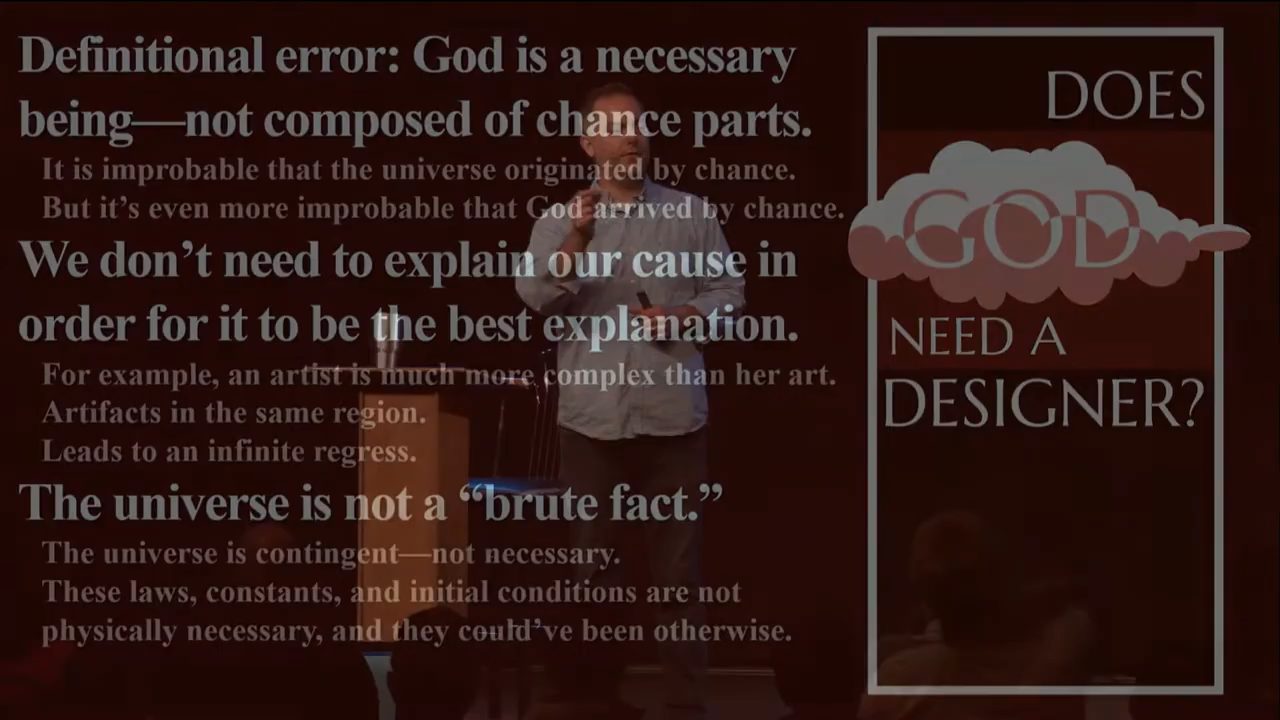 Definitional error: God is a necessary
being—not composed of chance parts.
It is improbable that the universe originated by chance.
But it’s even more improbable that God arrived by chance.
We don’t need to explain our cause in
order for it to be the best explanation.
For example, an artist is much more complex than her art.
Artifacts in the same region.
Leads to an infinite regress.
The universe is not a “brute fact.”
The universe is contingent—not necessary.
These laws, constants, and initial conditions are not
physically necessary, and they could’ve been otherwise.
DOES
GOD
NEED A
DESIGNER?